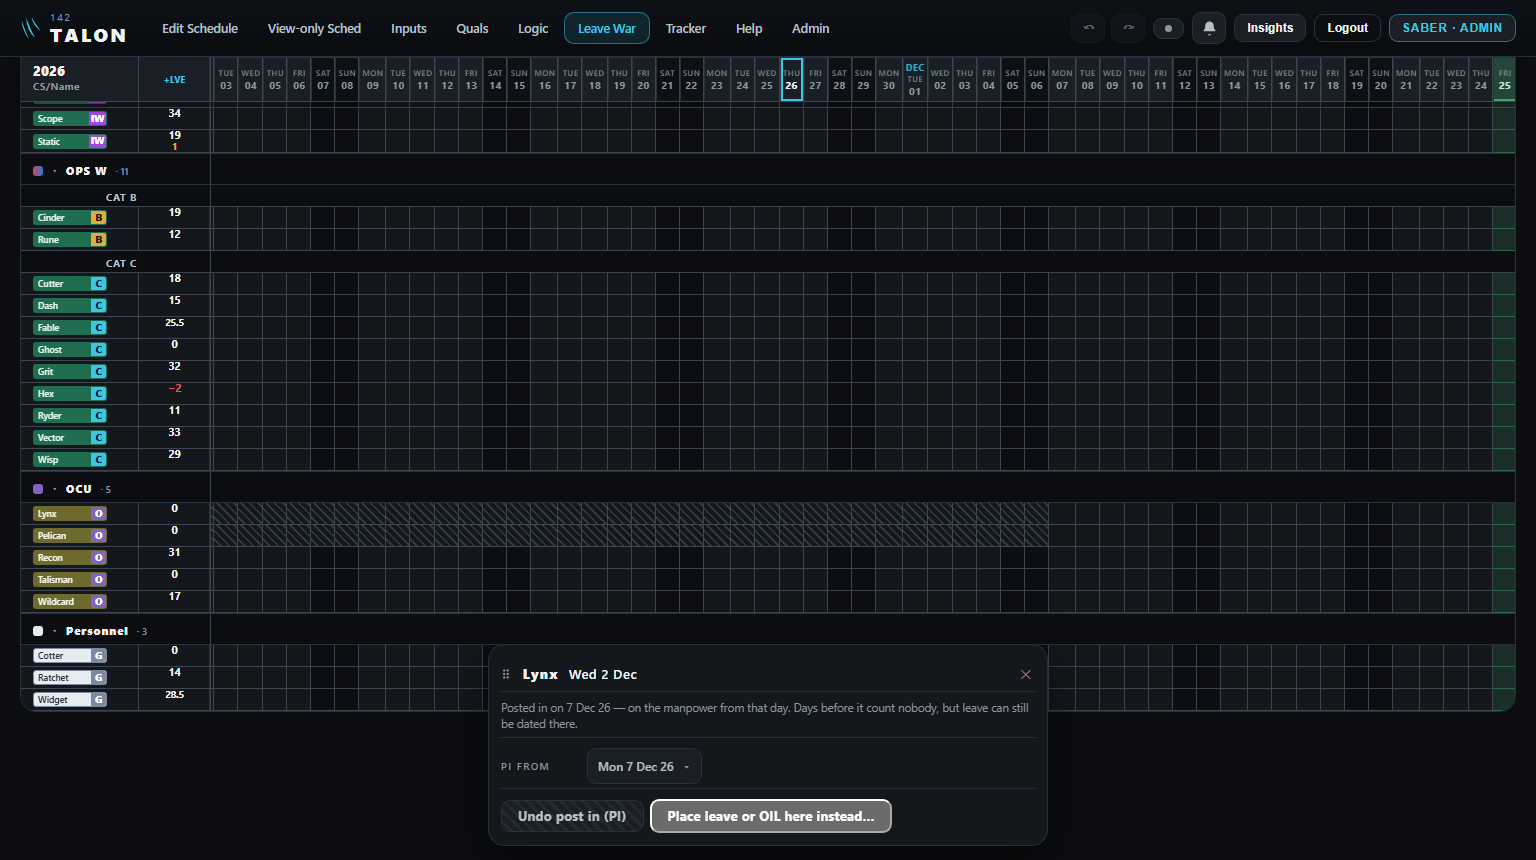 142
TALON
Edit Schedule
View-only Sched
Inputs
Quals
Logic
Leave War
Tracker
Help
Admin
Insights
Logout
SABER · ADMIN
2026
CS/Name
+LVE
TUE 03
WED 04
THU 05
FRI 06
SAT 07
SUN 08
MON 09
TUE 10
WED 11
THU 12
FRI 13
SAT 14
SUN 15
MON 16
TUE 17
WED 18
THU 19
FRI 20
SAT 21
SUN 22
MON 23
TUE 24
WED 25
THU 26
FRI 27
SAT 28
SUN 29
MON 30
DEC TUE 01
WED 02
THU 03
FRI 04
SAT 05
SUN 06
MON 07
TUE 08
WED 09
THU 10
FRI 11
SAT 12
SUN 13
MON 14
TUE 15
WED 16
THU 17
FRI 18
SAT 19
SUN 20
MON 21
TUE 22
WED 23
THU 24
FRI 25
Scope IW 34
Static IW 19
1
OPS W · 11
CAT B
Cinder B 19
Rune B 12
CAT C
Cutter C 18
Dash C 15
Fable C 25.5
Ghost C 0
Grit C 32
Hex C −2
Ryder C 11
Vector C 33
Wisp C 29
OCU · 5
Lynx O 0
Pelican O 0
Recon O 31
Talisman O 0
Wildcard O 17
Personnel · 3
Cotter G 0
Ratchet G 14
Widget G 28.5
Lynx Wed 2 Dec
Posted in on 7 Dec 26 — on the manpower from that day. Days before it count nobody, but leave can still
be dated there.
PI FROM
Mon 7 Dec 26
Undo post in (PI)
Place leave or OIL here instead...